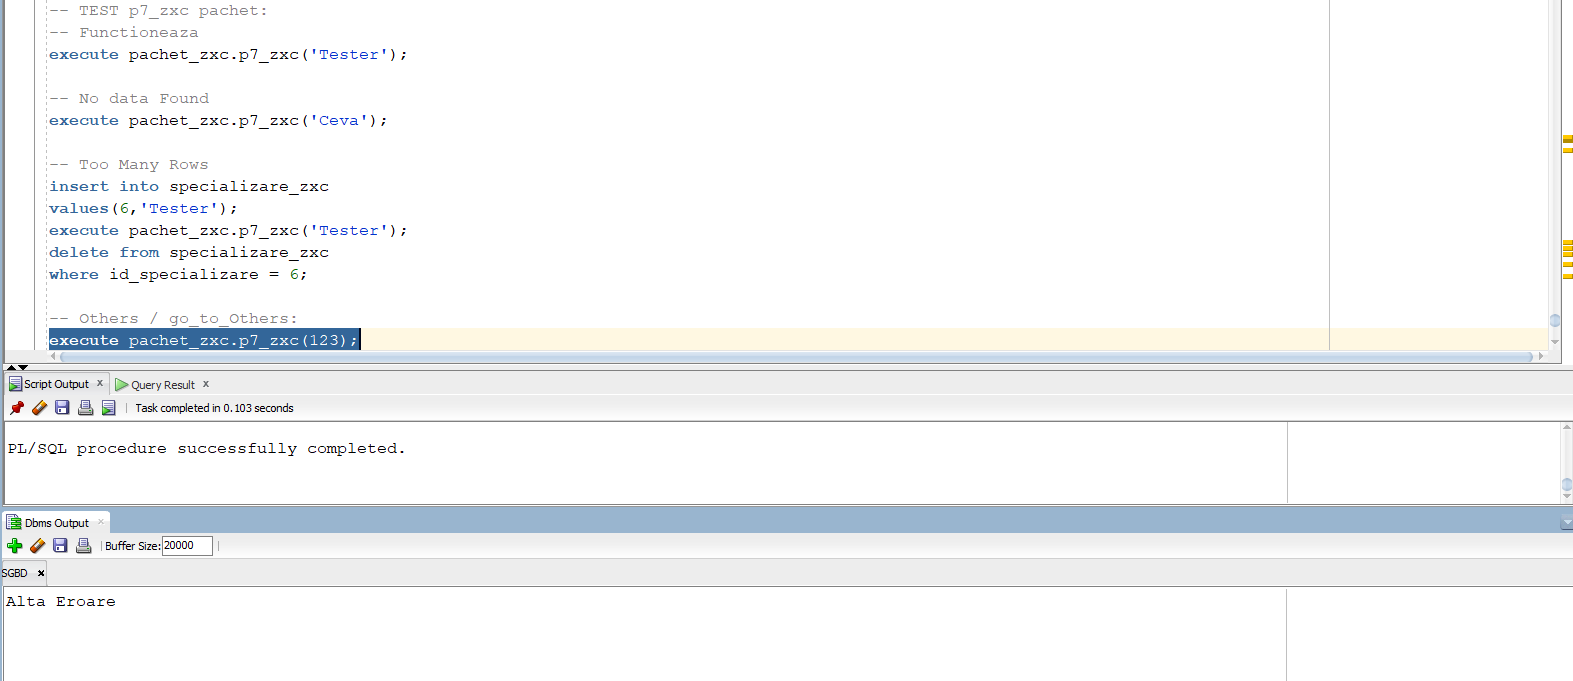 -- TEST p7_zxc pachet:
-- Functioneaza
execute pachet_zxc.p7_zxc('Tester');
-- No data Found
execute pachet_zxc.p7_zxc('Ceva');
-- Too Many Rows
insert into specializare_zxc
values(6,'Tester');
execute pachet_zxc.p7_zxc('Tester');
delete from specializare_zxc
where id_specializare = 6;
-- Others / go_to_Others:
execute pachet_zxc.p7_zxc(123);
Script Output x Query Result x
Task completed in 0.103 seconds
PL/SQL procedure successfully completed.
Dbms Output x
Buffer Size: 20000
SGBD x
Alta Eroare